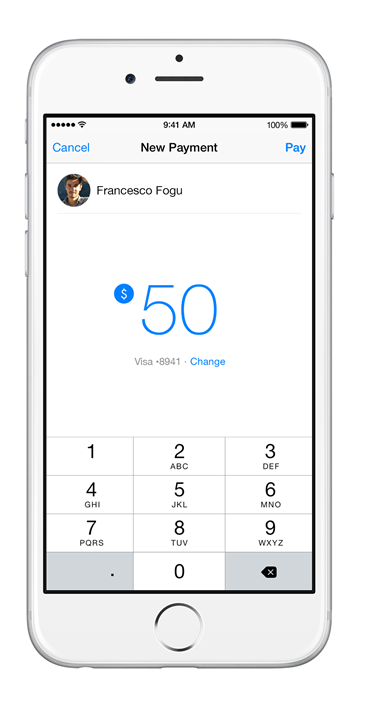 9:41 AM 100%
Cancel New Payment Pay
Francesco Fogu
$ 50
Visa •8941 · Change
1 2 3
ABC DEF
4 5 6
GHI JKL MNO
7 8 9
PQRS TUV WXYZ
. 0